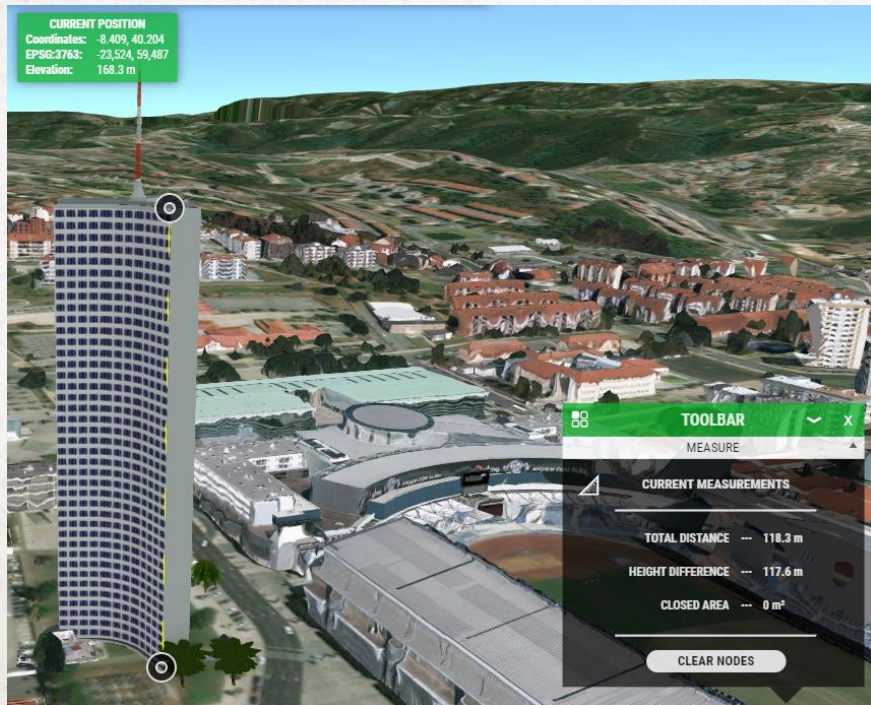 CURRENT POSITION
Coordinates: -8.409, 40.204
EPSG:3763: -23,524, 59,487
Elevation: 168.3 m
TOOLBAR X
MEASURE
CURRENT MEASUREMENTS
TOTAL DISTANCE --- 118.3 m
HEIGHT DIFFERENCE --- 117.6 m
CLOSED AREA --- 0 m²
CLEAR NODES